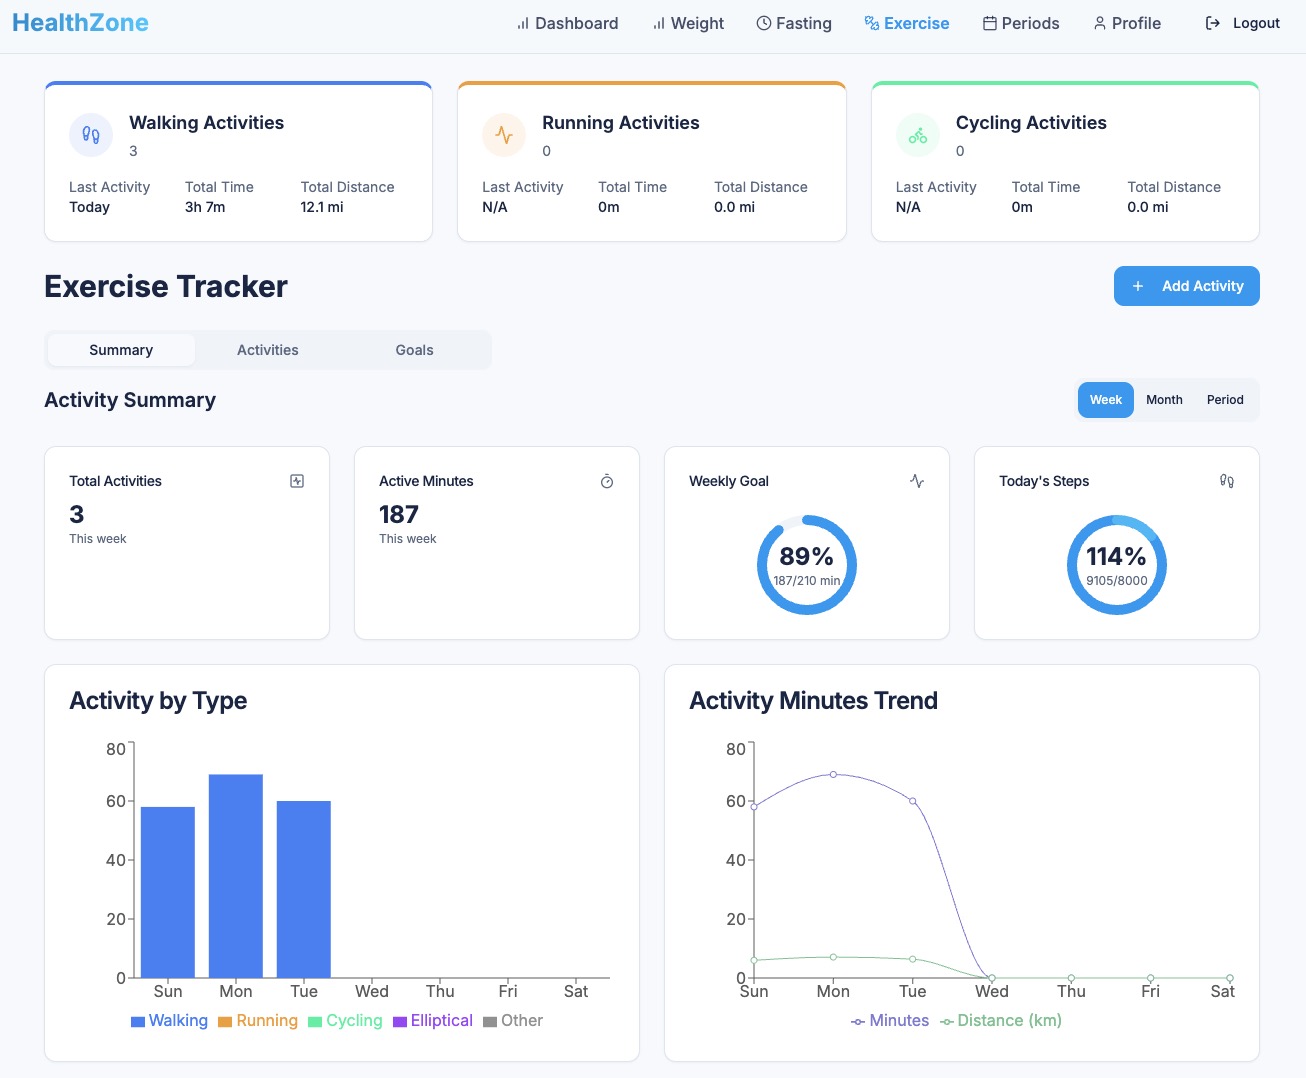 HealthZone
Dashboard Weight Fasting Exercise Periods Profile Logout
Walking Activities
3
Last Activity Total Time Total Distance
Today 3h 7m 12.1 mi
Running Activities
0
Last Activity Total Time Total Distance
N/A 0m 0.0 mi
Cycling Activities
0
Last Activity Total Time Total Distance
N/A 0m 0.0 mi
Exercise Tracker
+ Add Activity
Summary Activities Goals
Activity Summary
Week Month Period
Total Activities
3
This week
Active Minutes
187
This week
Weekly Goal
89%
187/210 min
Today's Steps
114%
9105/8000
Activity by Type
80
60
40
20
0
Sun Mon Tue Wed Thu Fri Sat
Walking Running Cycling Elliptical Other
Activity Minutes Trend
80
60
40
20
0
Sun Mon Tue Wed Thu Fri Sat
Minutes Distance (km)